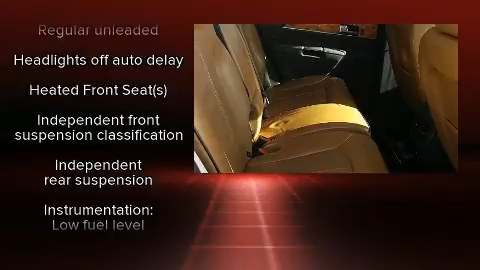 Regular unleaded
Headlights off auto delay
Heated Front Seat(s)
Independent front
suspension classification
Independent
rear suspension
Instrumentation:
Low fuel level